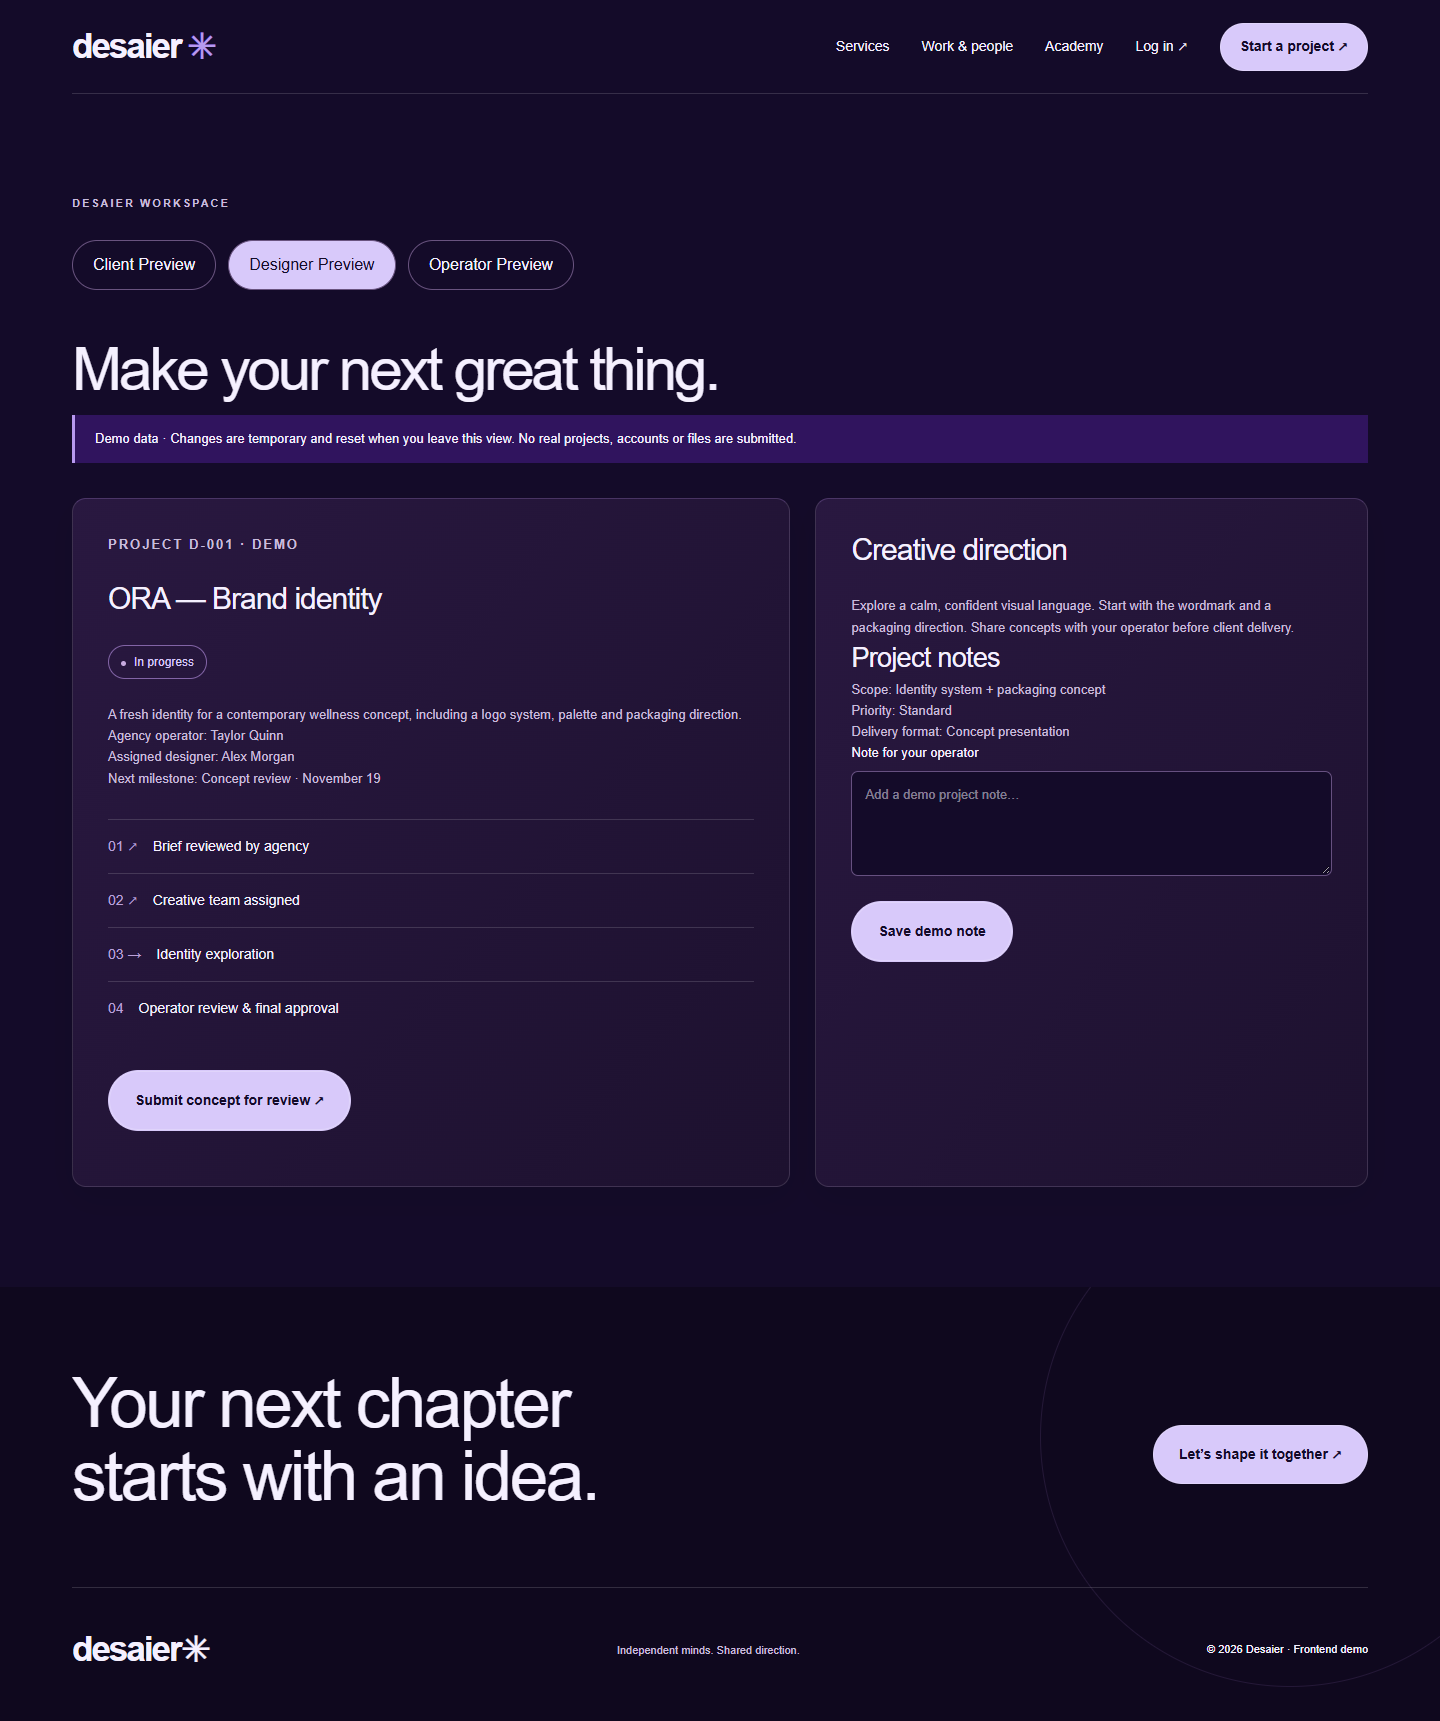 desaier
Services
Work & people
Academy
Log in ↗
Start a project ↗
DESAIER WORKSPACE
Client Preview
Designer Preview
Operator Preview
Make your next great thing.
Demo data · Changes are temporary and reset when you leave this view. No real projects, accounts or files are submitted.
PROJECT D-001 · DEMO
ORA — Brand identity
In progress
A fresh identity for a contemporary wellness concept, including a logo system, palette and packaging direction.
Agency operator: Taylor Quinn
Assigned designer: Alex Morgan
Next milestone: Concept review · November 19
01 ↗ Brief reviewed by agency
02 ↗ Creative team assigned
03 → Identity exploration
04 Operator review & final approval
Submit concept for review ↗
Creative direction
Explore a calm, confident visual language. Start with the wordmark and a
packaging direction. Share concepts with your operator before client delivery.
Project notes
Scope: Identity system + packaging concept
Priority: Standard
Delivery format: Concept presentation
Note for your operator
Add a demo project note...
Save demo note
Your next chapter
starts with an idea.
Let's shape it together ↗
desaier
Independent minds. Shared direction.
© 2026 Desaier · Frontend demo